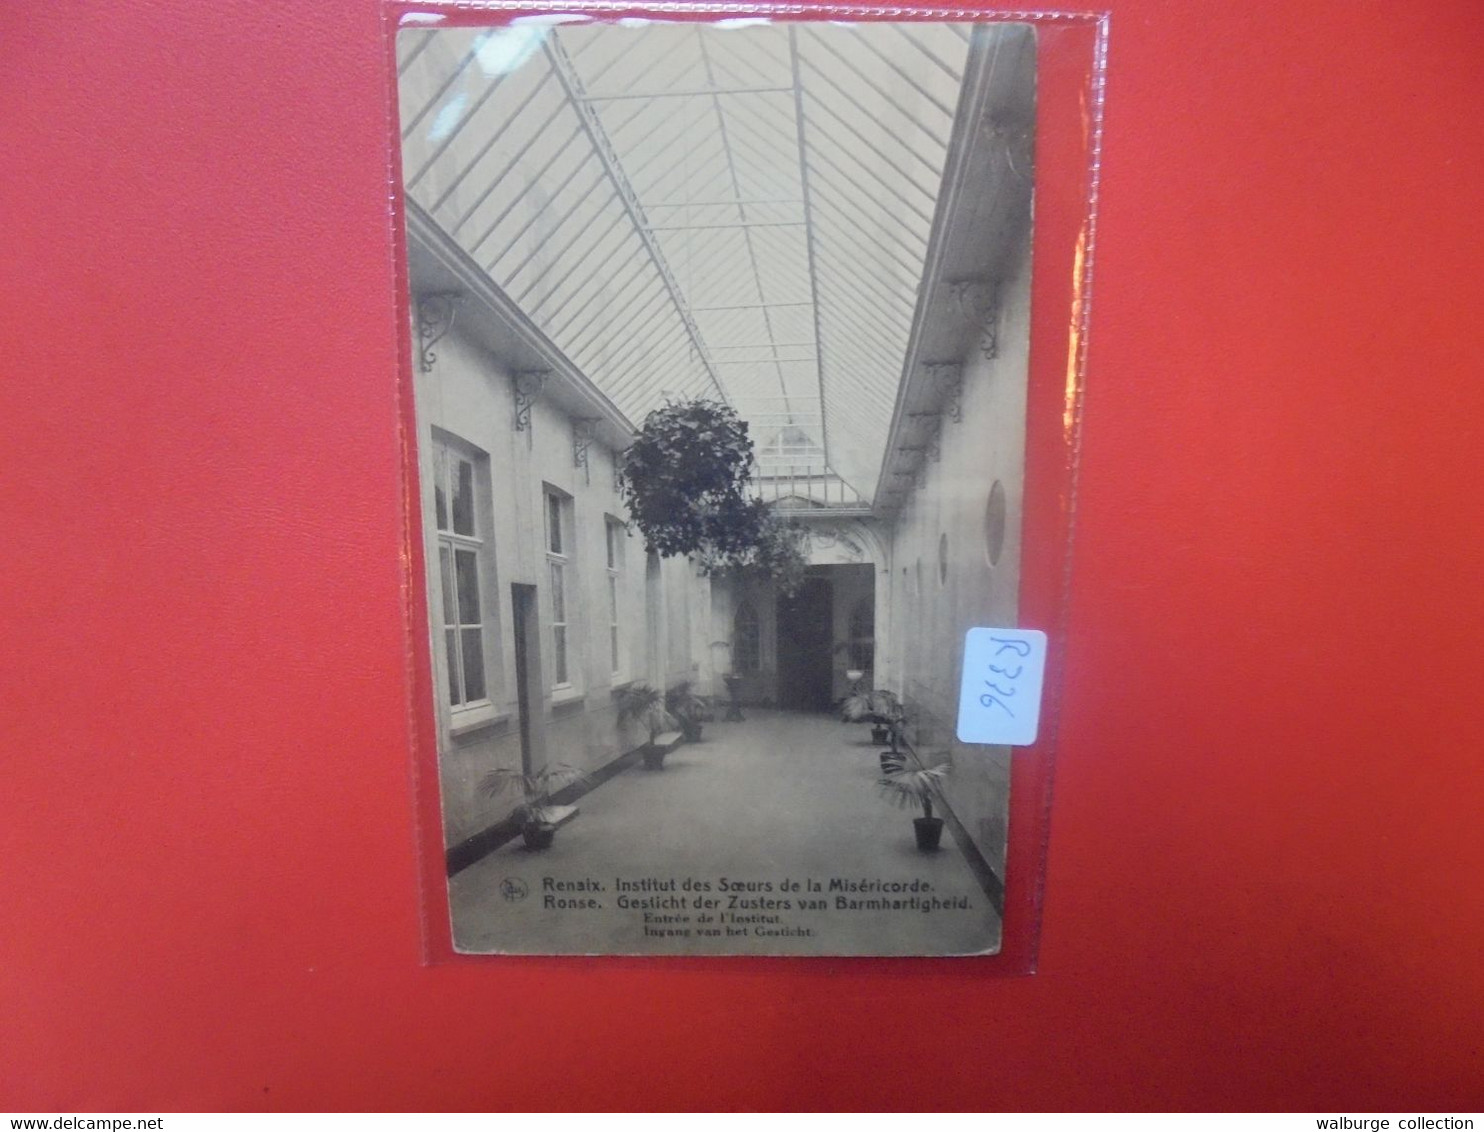 R336
Renaix. Institut des Sœurs de la Miséricorde.
Ronse. Gesticht der Zusters van Barmhartigheid.
Entrée de l'Institut.
Ingang van het Gesticht.
www.delcampe.net
walburge collection